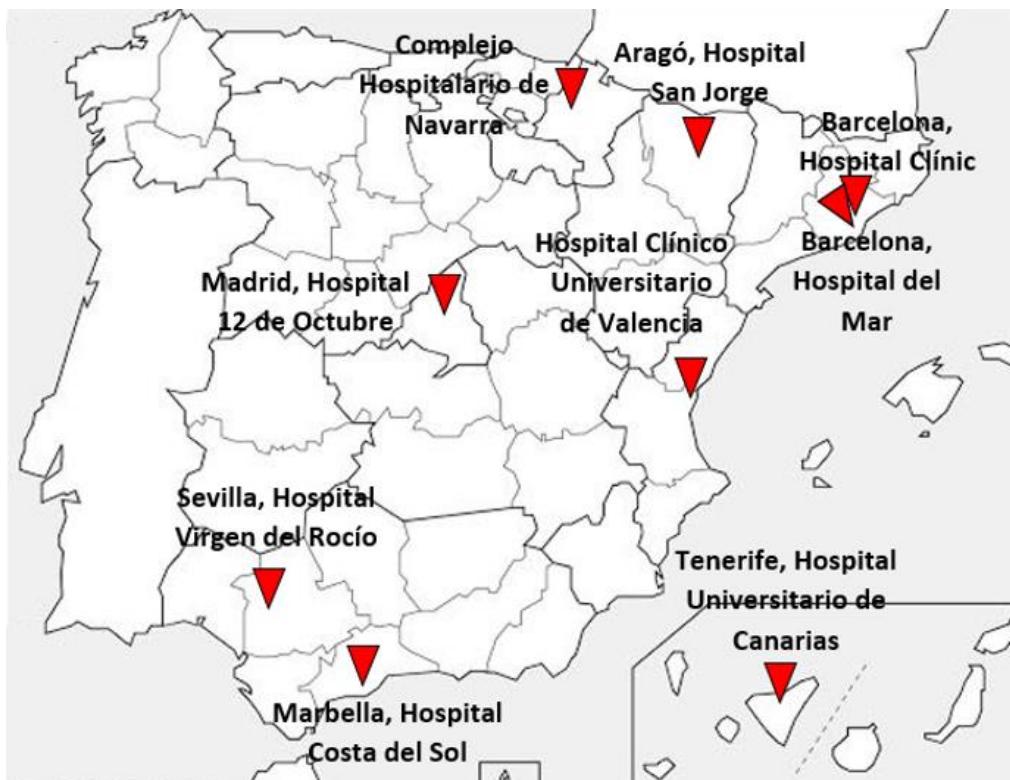 Complejo
Hospitalario de
Navarra
Aragó, Hospital
San Jorge
Barcelona,
Hospital Clínic
Barcelona,
Hospital del
Mar
Hospital Clínico
Universitario
de Valencia
Madrid, Hospital
12 de Octubre
Sevilla, Hospital
Virgen del Rocío
Tenerife, Hospital
Universitario de
Canarias
Marbella, Hospital
Costa del Sol